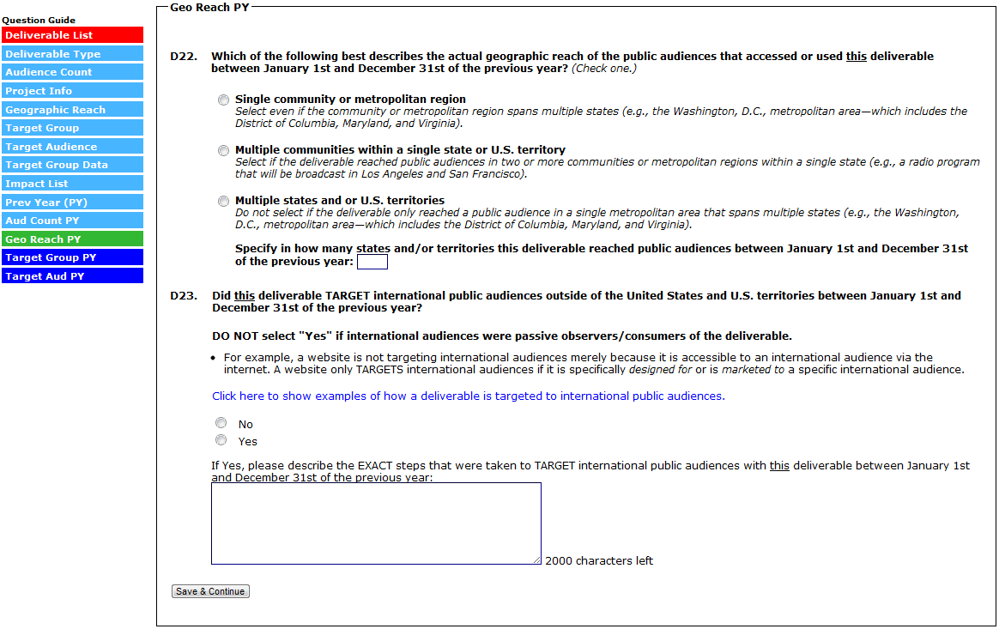 Geo Reach PY
Question Guide
Deliverable List
Deliverable Type
Audience Count
Project Info
Geographic Reach
Target Group
Target Audience
Target Group Data
Impact List
Prev Year (PY)
Aud Count PY
Geo Reach PY
Target Group PY
Target Aud PY
D22. Which of the following best describes the actual geographic reach of the public audiences that accessed or used this deliverable
between January 1st and December 31st of the previous year? (Check one.)
Single community or metropolitan region
Select even if the community or metropolitan region spans multiple states (e.g., the Washington, D.C., metropolitan area—which includes the
District of Columbia, Maryland, and Virginia).
Multiple communities within a single state or U.S. territory
Select if the deliverable reached public audiences in two or more communities or metropolitan regions within a single state (e.g., a radio program
that will be broadcast in Los Angeles and San Francisco).
Multiple states and or U.S. territories
Do not select if the deliverable only reached a public audience in a single metropolitan area that spans multiple states (e.g., the Washington,
D.C., metropolitan area—which includes the District of Columbia, Maryland, and Virginia).
Specify in how many states and/or territories this deliverable reached public audiences between January 1st and December 31st
of the previous year:
D23. Did this deliverable TARGET international public audiences outside of the United States and U.S. territories between January 1st and
December 31st of the previous year?
DO NOT select "Yes" if international audiences were passive observers/consumers of the deliverable.
• For example, a website is not targeting international audiences merely because it is accessible to an international audience via the
internet. A website only TARGETS international audiences if it is specifically designed for or is marketed to a specific international audience.
Click here to show examples of how a deliverable is targeted to international public audiences.
No
Yes
If Yes, please describe the EXACT steps that were taken to TARGET international public audiences with this deliverable between January 1st
and December 31st of the previous year:
2000 characters left
Save & Continue